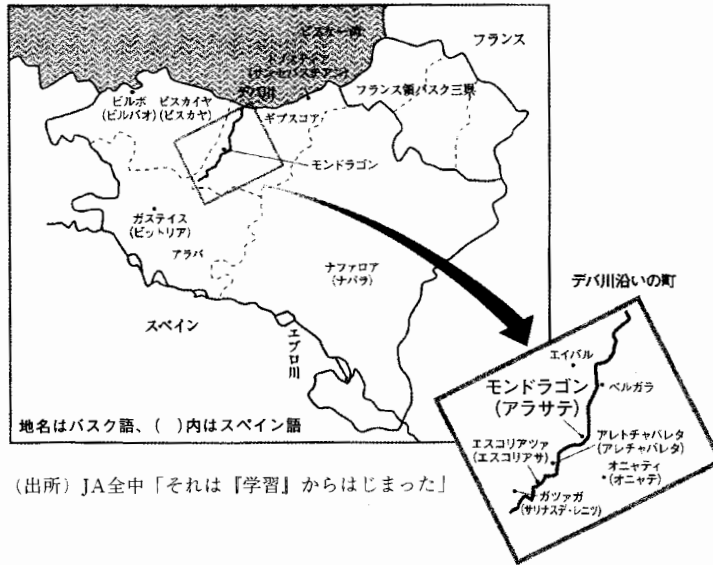 ビスケー湾
フランス
ドノスティア
(サンセバスチャン)
デバ川
フランス領バスク三県
ビルボ
(ビルバオ)
ビスカイヤ
(ビスカヤ)
ギプスコア
モンドラゴン
ガステイス
(ビットリア)
アラバ
ナファロア
(ナバラ)
スペイン
エブロ川
地名はバスク語、( )内はスペイン語
デバ川沿いの町
エイバル
モンドラゴン
(アラサテ)
ベルガラ
エスコリアツァ
(エスコリアサ)
アレトチャバレタ
(アレチャバレタ)
オニャティ
(オニャテ)
ガツァガ
(サリナスデ・レニツ)
(出所)JA全中「それは『学習』からはじまった」